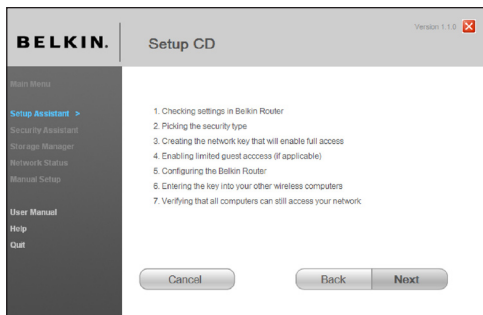 BELKIN.
Setup CD
Version 1.1.0
Main Menu
Setup Assistant >
Security Assistant
Storage Manager
Network Status
Manual Setup
User Manual
Help
Quit
1. Checking settings in Belkin Router
2. Picking the security type
3. Creating the network key that will enable full access
4. Enabling limited guest acccess (if applicable)
5. Configuring the Belkin Router
6. Entering the key into your other wireless computers
7. Verifying that all computers can still access your network
Cancel
Back
Next